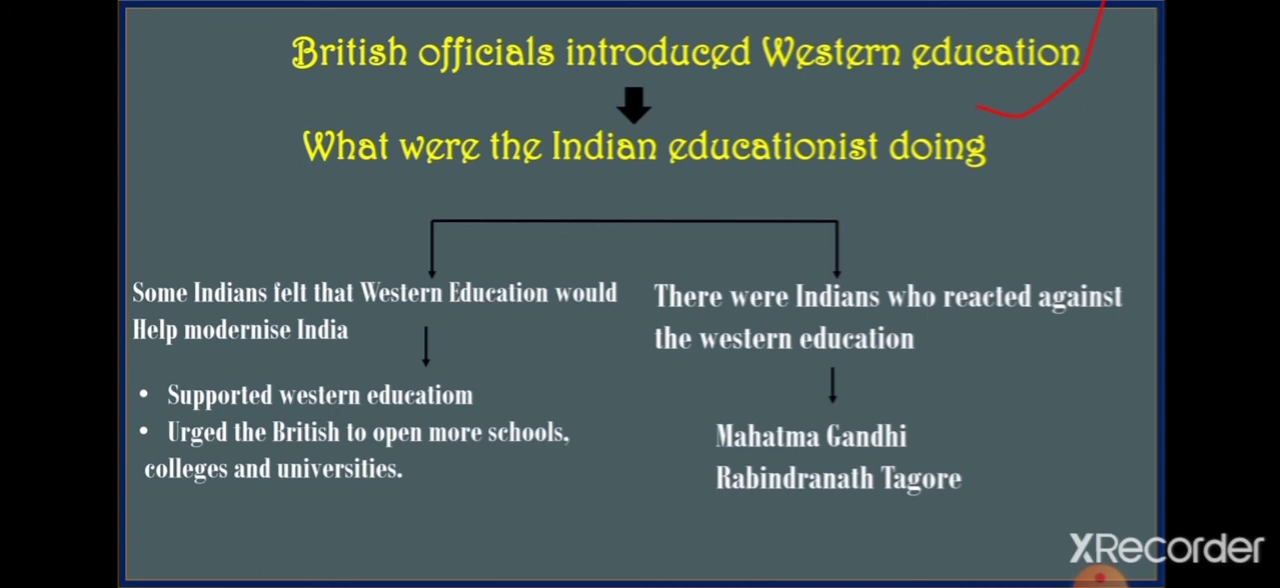 British officials introduced Western education
What were the Indian educationist doing
Some Indians felt that Western Education would
Help modernise India
• Supported western educatiom
• Urged the British to open more schools,
colleges and universities.
There were Indians who reacted against
the western education
Mahatma Gandhi
Rabindranath Tagore
XRecorder